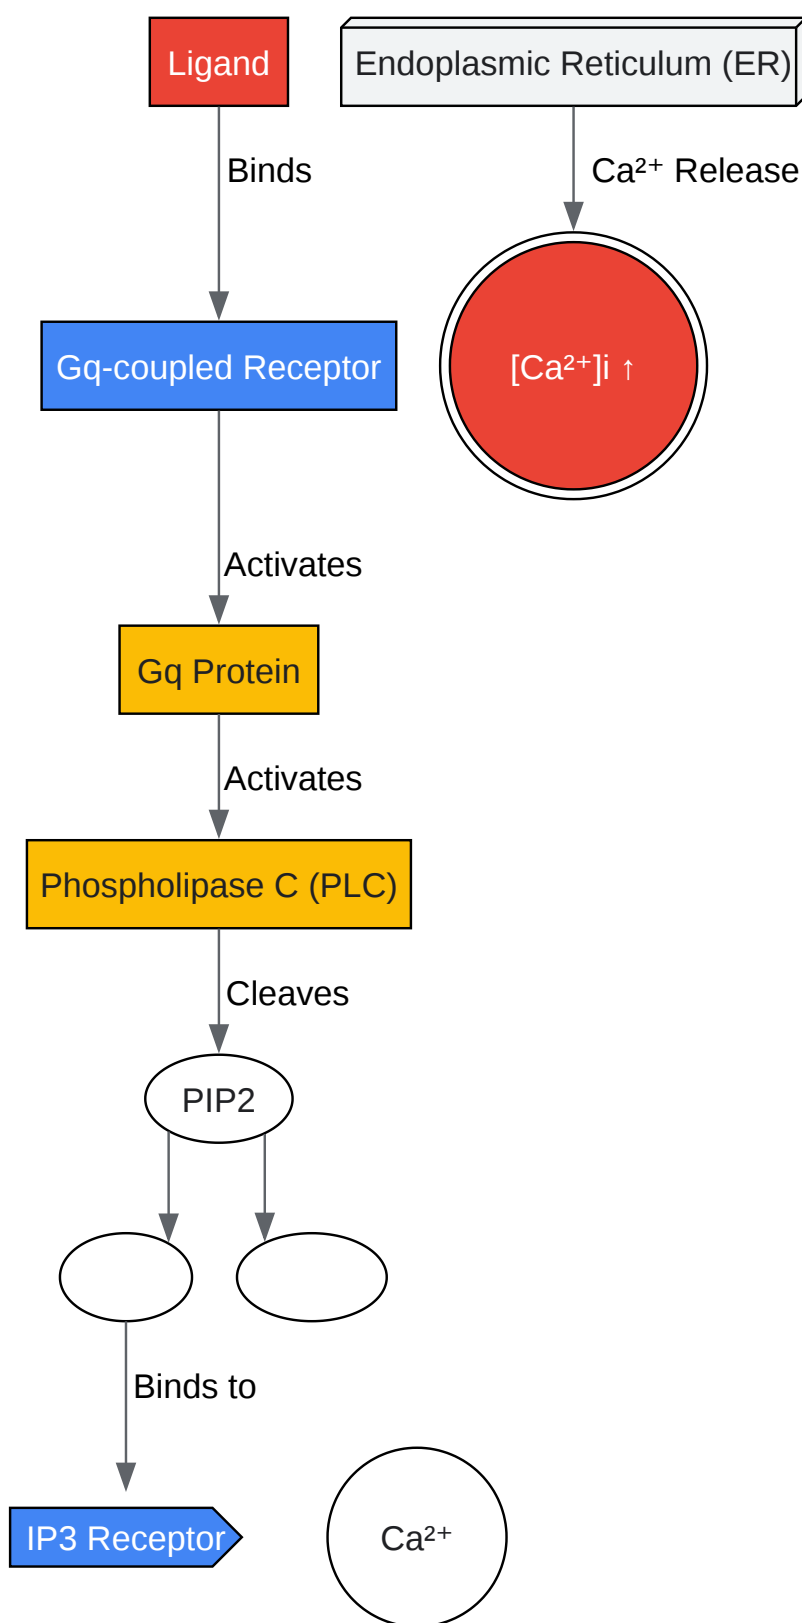 Ligand
Endoplasmic Reticulum (ER)
Binds
Ca²⁺ Release
Gq-coupled Receptor
[Ca²⁺]i ↑
Activates
Gq Protein
Activates
Phospholipase C (PLC)
Cleaves
PIP2
Binds to
IP3 Receptor
Ca²⁺